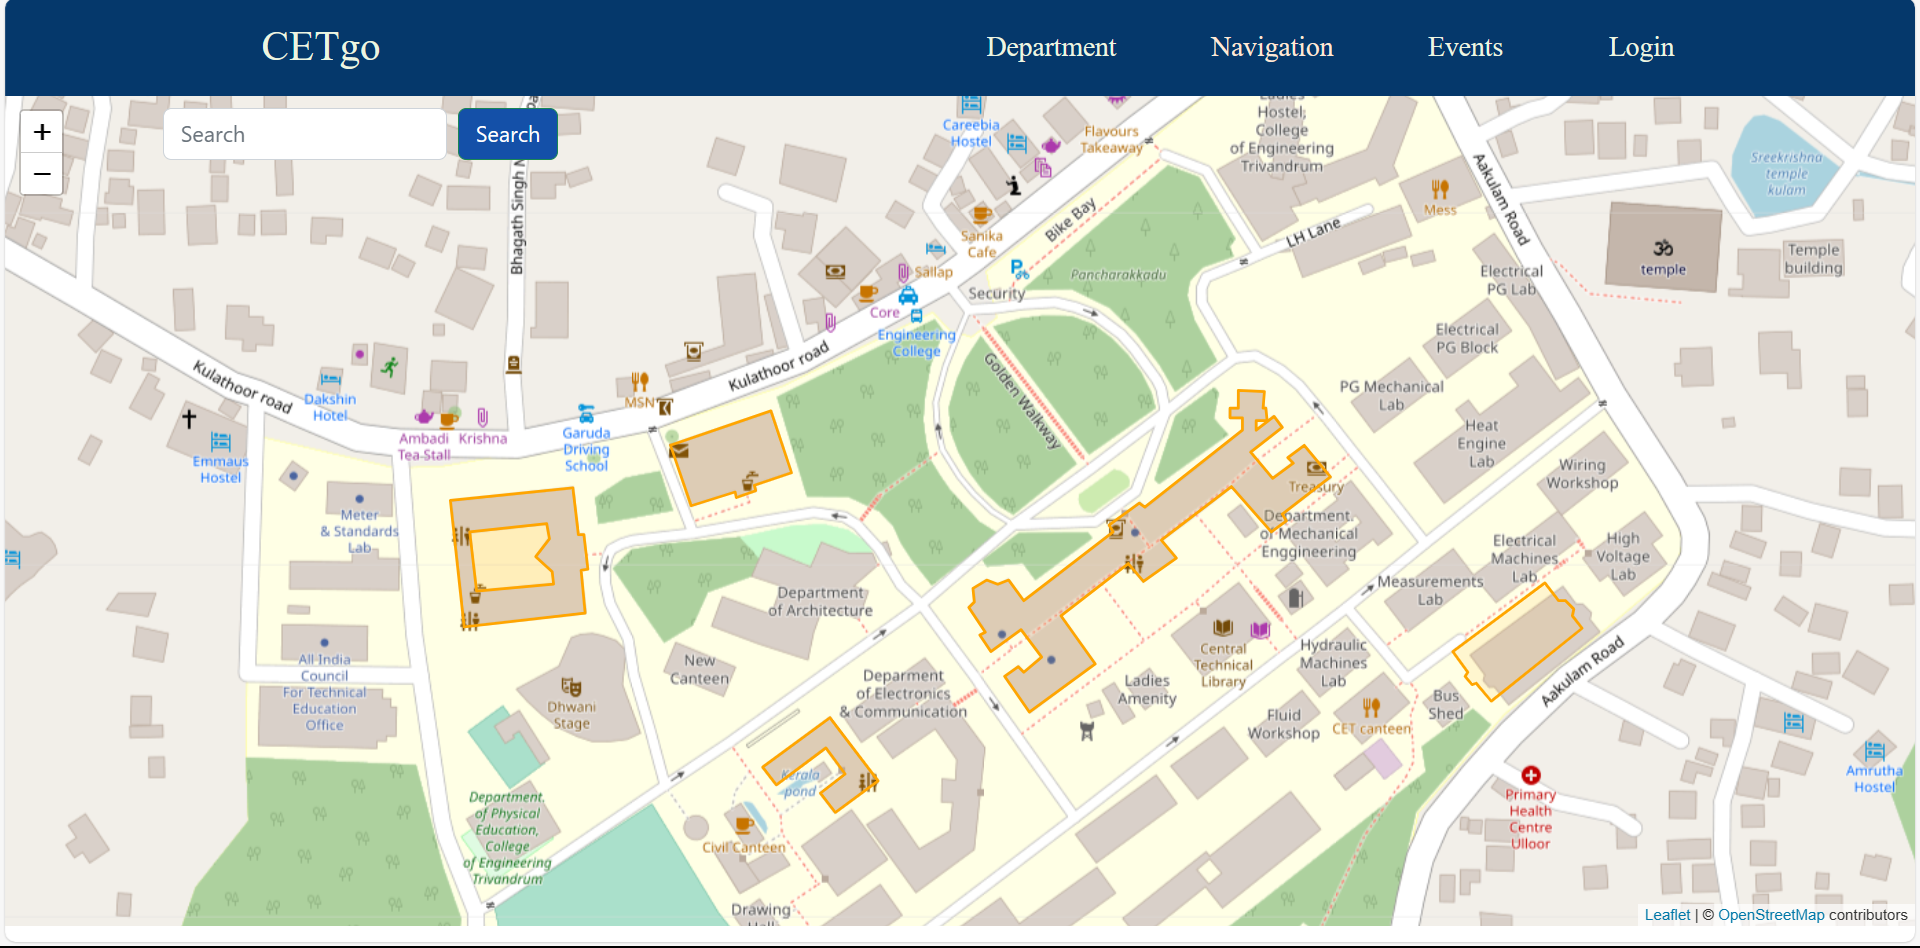 CETgo
Department
Navigation
Events
Login
+
−
Search
Search
Bhagath Singh
Careebia
Hostel
Flavours
Takeaway
Ladies
Hostel,
College
of Engineering
Trivandrum
Mess
Aakulam Road
Sreekrishna
temple
kulam
Bike Bay
LH Lane
Sanika
Cafe
Sallap
Pancharakkadu
Security
ॐ
temple
Temple
building
Electrical
PG Lab
Core
Engineering
College
Electrical
PG Block
Kulathoor road
Kulathoor road
Golden Walkway
Dakshin
Hotel
MSN
PG Mechanical
Lab
Ambadi
Tea-Stall
Krishna
Garuda
Driving
School
Heat
Engine
Lab
Emmaus
Hostel
Wiring
Workshop
Treasury
Meter
& Standards
Lab
Department
of Mechanical
Enggineering
Electrical
Machines
Lab
High
Voltage
Lab
Measurements
Lab
Department
of Architecture
All India
Council
For Technical
Education
Office
New
Canteen
Central
Technical
Library
Hydraulic
Machines
Lab
Aakulam Road
Dhwani
Stage
Deparment
of Electronics
& Communication
Ladies
Amenity
Bus
Shed
Fluid
Workshop
CET canteen
Kerala
pond
Amrutha
Hostel
Department.
of Physical
Education,
College
of Engineering
Trivandrum
Primary
Health
Centre
Ulloor
Civil Canteen
Drawing
Leaflet | © OpenStreetMap contributors